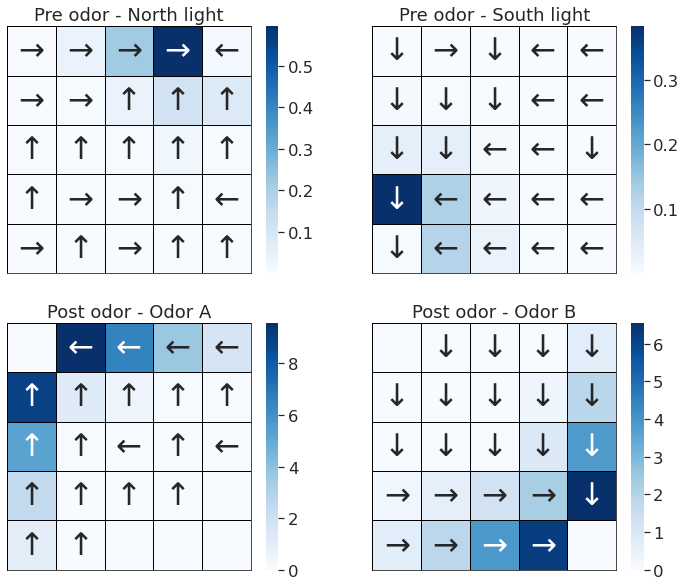 Pre odor - North light
→ → → → ←
→ → ↑ ↑ ↑
↑ ↑ ↑ ↑ ↑
↑ → → ↑ ←
→ ↑ → ↑ ↑
0.5
0.4
0.3
0.2
0.1
Pre odor - South light
↓ → ↓ ← ←
↓ ↓ ↓ ← ←
↓ ↓ ← ← ↓
↓ ← ← ← ←
↓ ← ← ← ←
0.3
0.2
0.1
Post odor - Odor A
← ← ← ←
↑ ↑ ↑ ↑ ↑
↑ ↑ ← ↑ ←
↑ ↑ ↑ ↑
↑ ↑
8
6
4
2
0
Post odor - Odor B
↓ ↓ ↓ ↓
↓ ↓ ↓ ↓ ↓
↓ ↓ ↓ ↓ ↓
→ → → → ↓
→ → → →
6
5
4
3
2
1
0